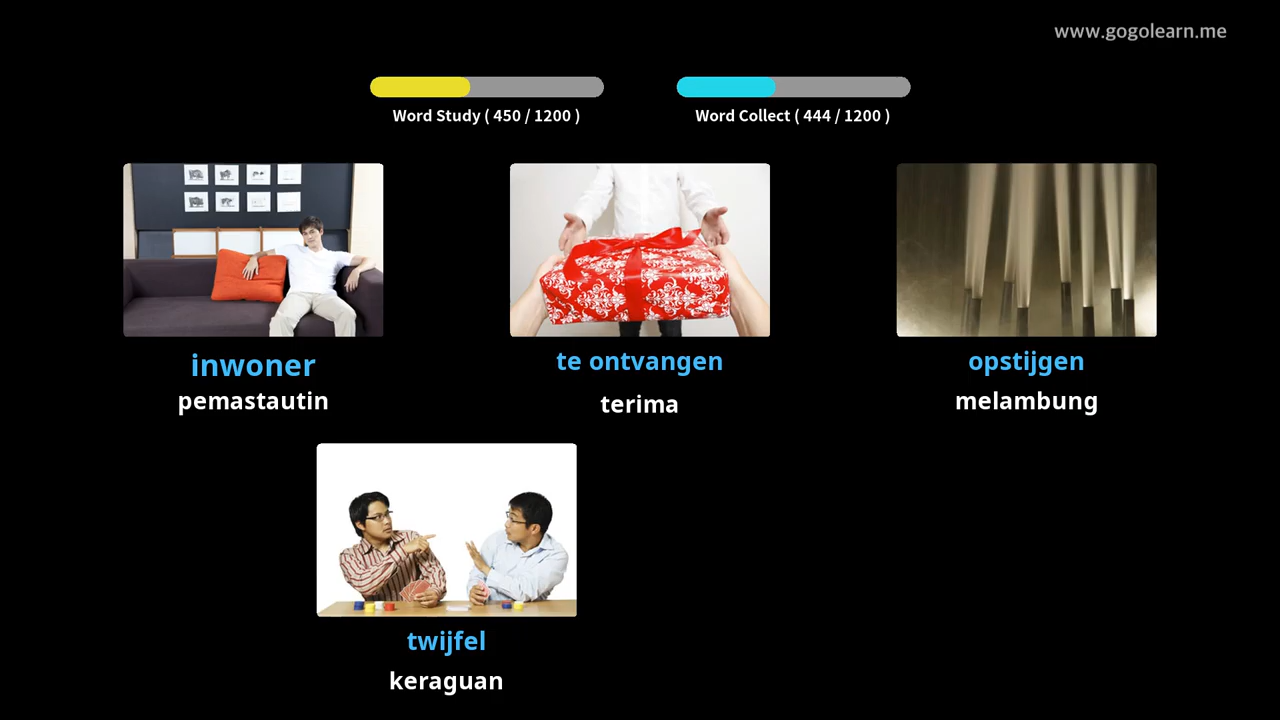 www.gogolearn.me
Word Study ( 450 / 1200 )
Word Collect ( 444 / 1200 )
inwoner
pemastautin
te ontvangen
terima
opstijgen
melambung
twijfel
keraguan